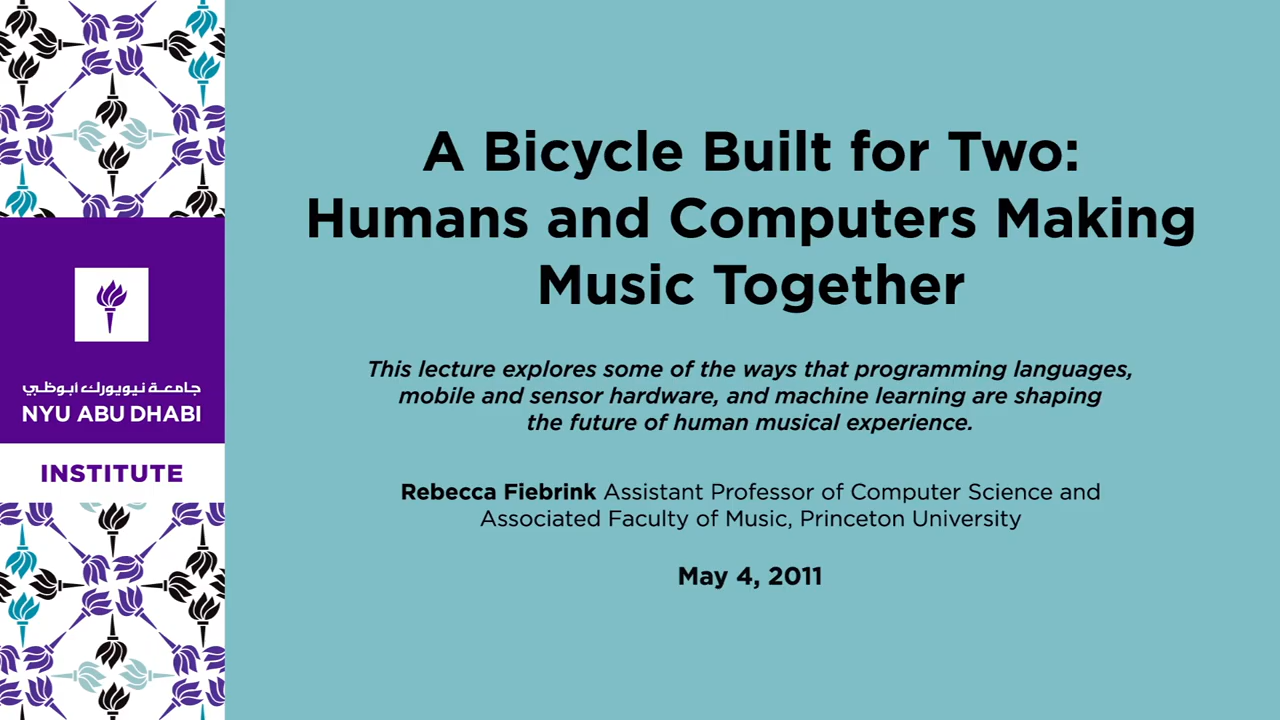 A Bicycle Built for Two:
Humans and Computers Making
Music Together
This lecture explores some of the ways that programming languages,
mobile and sensor hardware, and machine learning are shaping
the future of human musical experience.
Rebecca Fiebrink Assistant Professor of Computer Science and
Associated Faculty of Music, Princeton University
May 4, 2011
جامعة نيويورك أبوظبي
NYU ABU DHABI
INSTITUTE